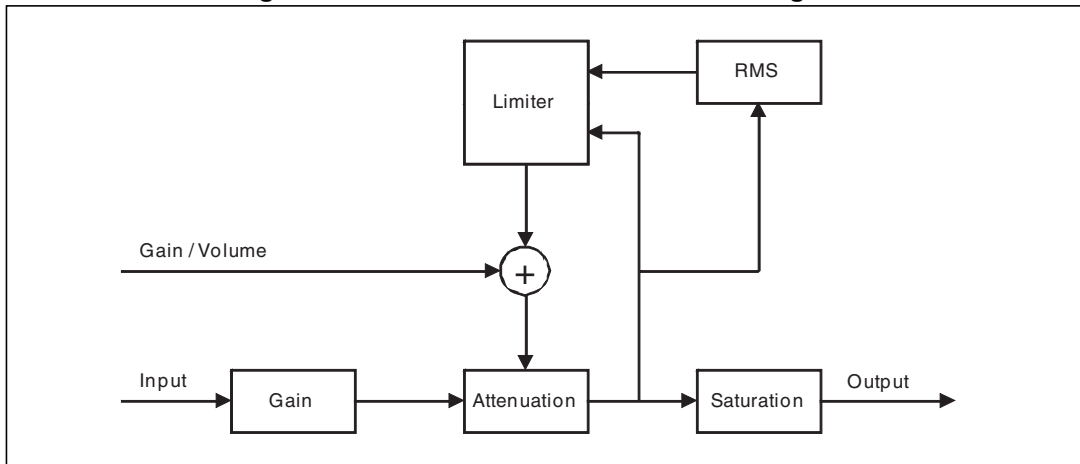 RMS
Limiter
Gain / Volume
+
Input
Gain
Attenuation
Saturation
Output